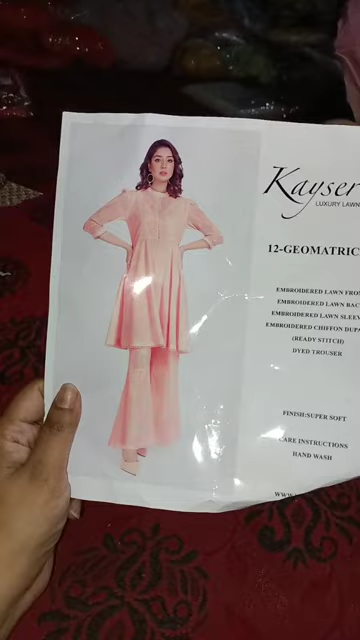 Kayser
LUXURY LAWN
12-GEOMATRIC
EMBROIDERED LAWN FRON
EMBROIDERED LAWN BAC
EMBROIDERED LAWN SLEEV
EMBROIDERED CHIFFON DUPA
(READY STITCH)
DYED TROUSER
FINISH:SUPER SOFT
CARE INSTRUCTIONS
HAND WASH